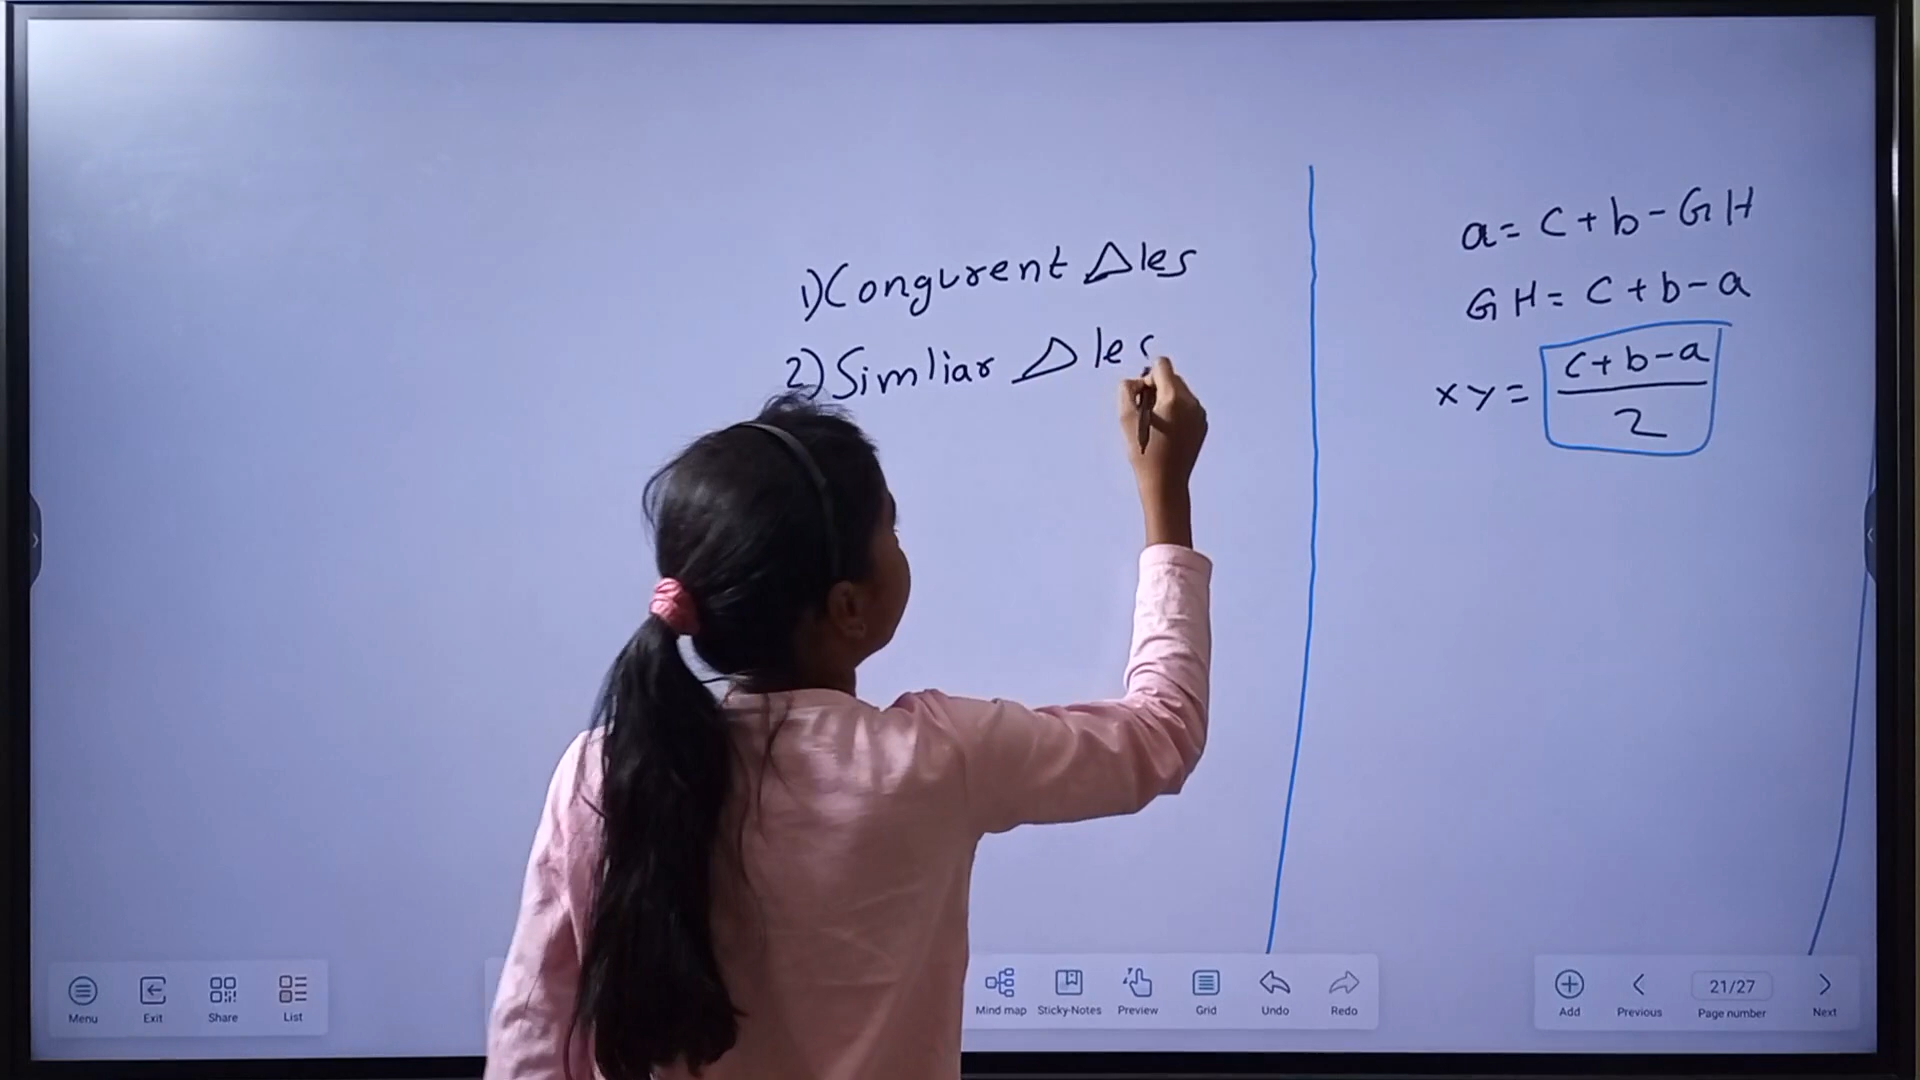 1) Congurent △les
2) Simliar △les
a = c + b - GH
GH = c + b - a
xy = c + b - a / 2
Menu Exit Share List
Mind map Sticky-Notes Preview Grid Undo Redo
Add Previous 21/27 Page number Next